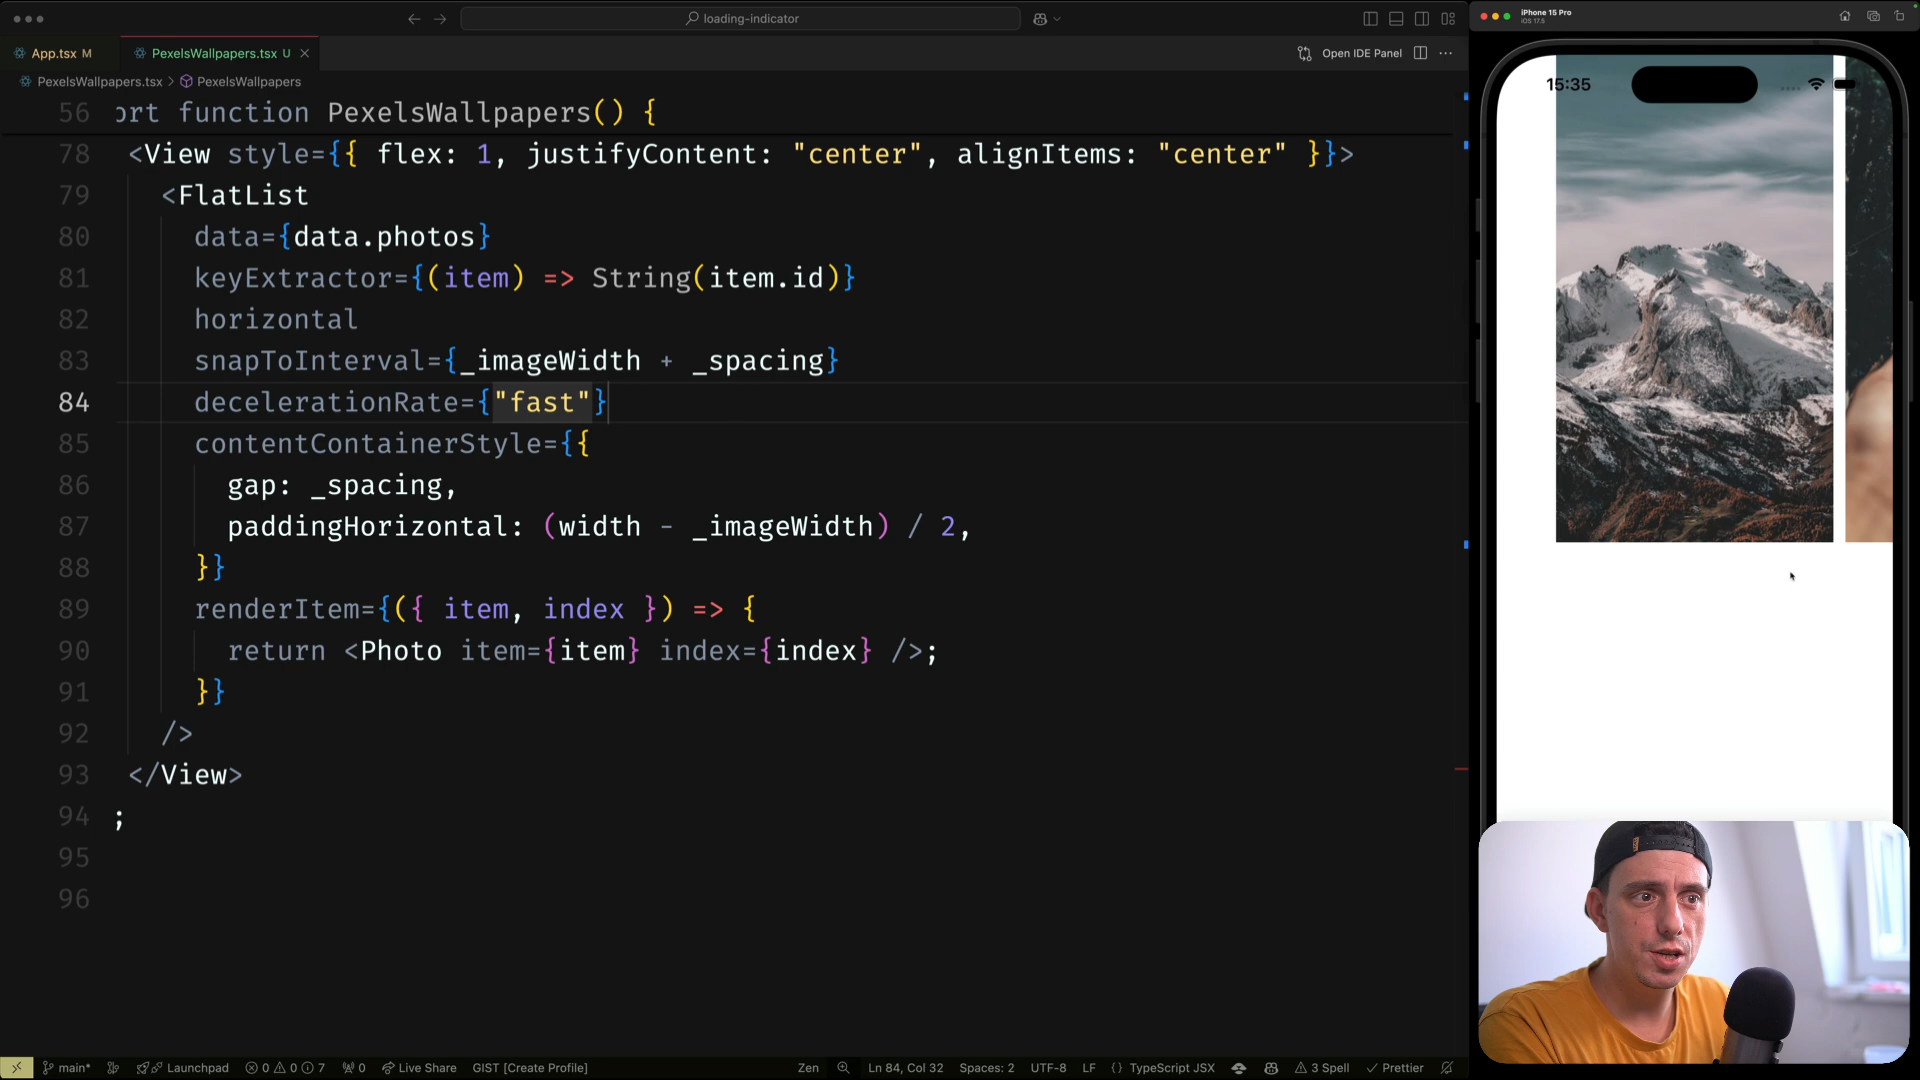 loading-indicator
App.tsx M
PexelsWallpapers.tsx U
Open IDE Panel
PexelsWallpapers.tsx > PexelsWallpapers
56 ort function PexelsWallpapers() {
78 <View style={{ flex: 1, justifyContent: "center", alignItems: "center" }}>
79 <FlatList
80 data={data.photos}
81 keyExtractor={(item) => String(item.id)}
82 horizontal
83 snapToInterval={_imageWidth + _spacing}
84 decelerationRate={"fast"}
85 contentContainerStyle={{
86 gap: _spacing,
87 paddingHorizontal: (width - _imageWidth) / 2,
88 }}
89 renderItem={({ item, index }) => {
90 return <Photo item={item} index={index} />;
91 }}
92 />
93 </View>
94 ;
95
96
main* Launchpad 0 0 7 0 Live Share GIST [Create Profile]
Zen Ln 84, Col 32 Spaces: 2 UTF-8 LF {} TypeScript JSX 3 Spell Prettier
iPhone 15 Pro
iOS 17.5
15:35